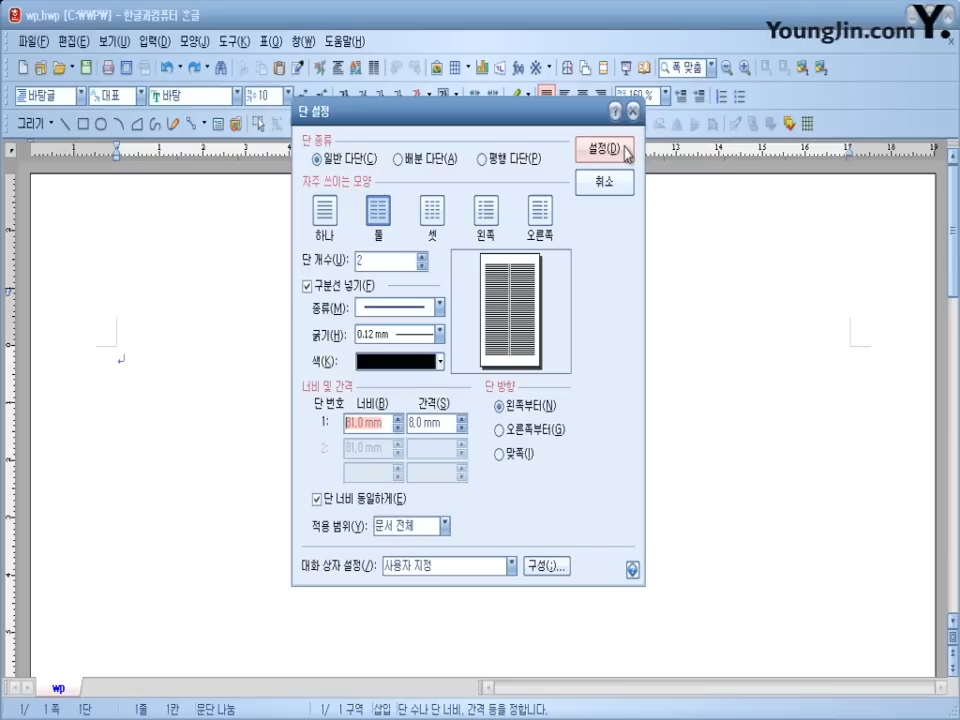 wp.hwp [C:\WWPW] - 한글과컴퓨터 흔글
YoungJin.com Y.
파일(F) 편집(E) 보기(U) 입력(D) 모양(J) 도구(K) 표(Q) 창(W) 도움말(H)
폭 맞춤
바탕글 대표 바탕 10 160 %
그리기
단 설정
단 종류
일반 다단(C) 배분 다단(A) 평행 다단(P)
설정(D)
취소
자주 쓰이는 모양
하나 둘 셋 왼쪽 오른쪽
단 개수(U): 2
구분선 넣기(F)
종류(M):
굵기(H): 0.12 mm
색(K):
너비 및 간격
단 방향
단 번호 너비(B) 간격(S)
1: 81.0 mm 8.0 mm
2: 81.0 mm
왼쪽부터(N)
오른쪽부터(G)
맞쪽(I)
단 너비 동일하게(E)
적용 범위(Y): 문서 전체
대화 상자 설정(/): 사용자 지정 구성(;)...
wp
1/ 1 쪽 1단 1줄 1칸 문단 나눔 1/ 1 구역 삽입 단 수나 단 너비, 간격 등을 정합니다.